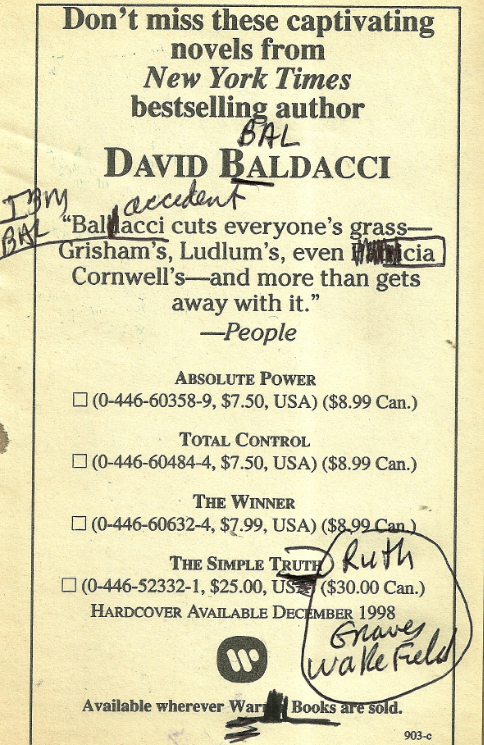 Don't miss these captivating
novels from
New York Times
bestselling author
BAL
DAVID BALDACCI
IBM accedent
BAL "Baldacci cuts everyone's grass—
Grisham's, Ludlum's, even cia
Cornwell's—and more than gets
away with it."
—People
ABSOLUTE POWER
☐ (0-446-60358-9, $7.50, USA) ($8.99 Can.)
TOTAL CONTROL
☐ (0-446-60484-4, $7.50, USA) ($8.99 Can.)
THE WINNER
☐ (0-446-60632-4, $7.99, USA) ($8.99 Can.)
THE SIMPLE TRUTH Ruth
☐ (0-446-52332-1, $25.00, USA) ($30.00 Can.)
HARDCOVER AVAILABLE DECEMBER 1998
Graves
Wakefield
W
Available wherever War Books are sold.
903-c